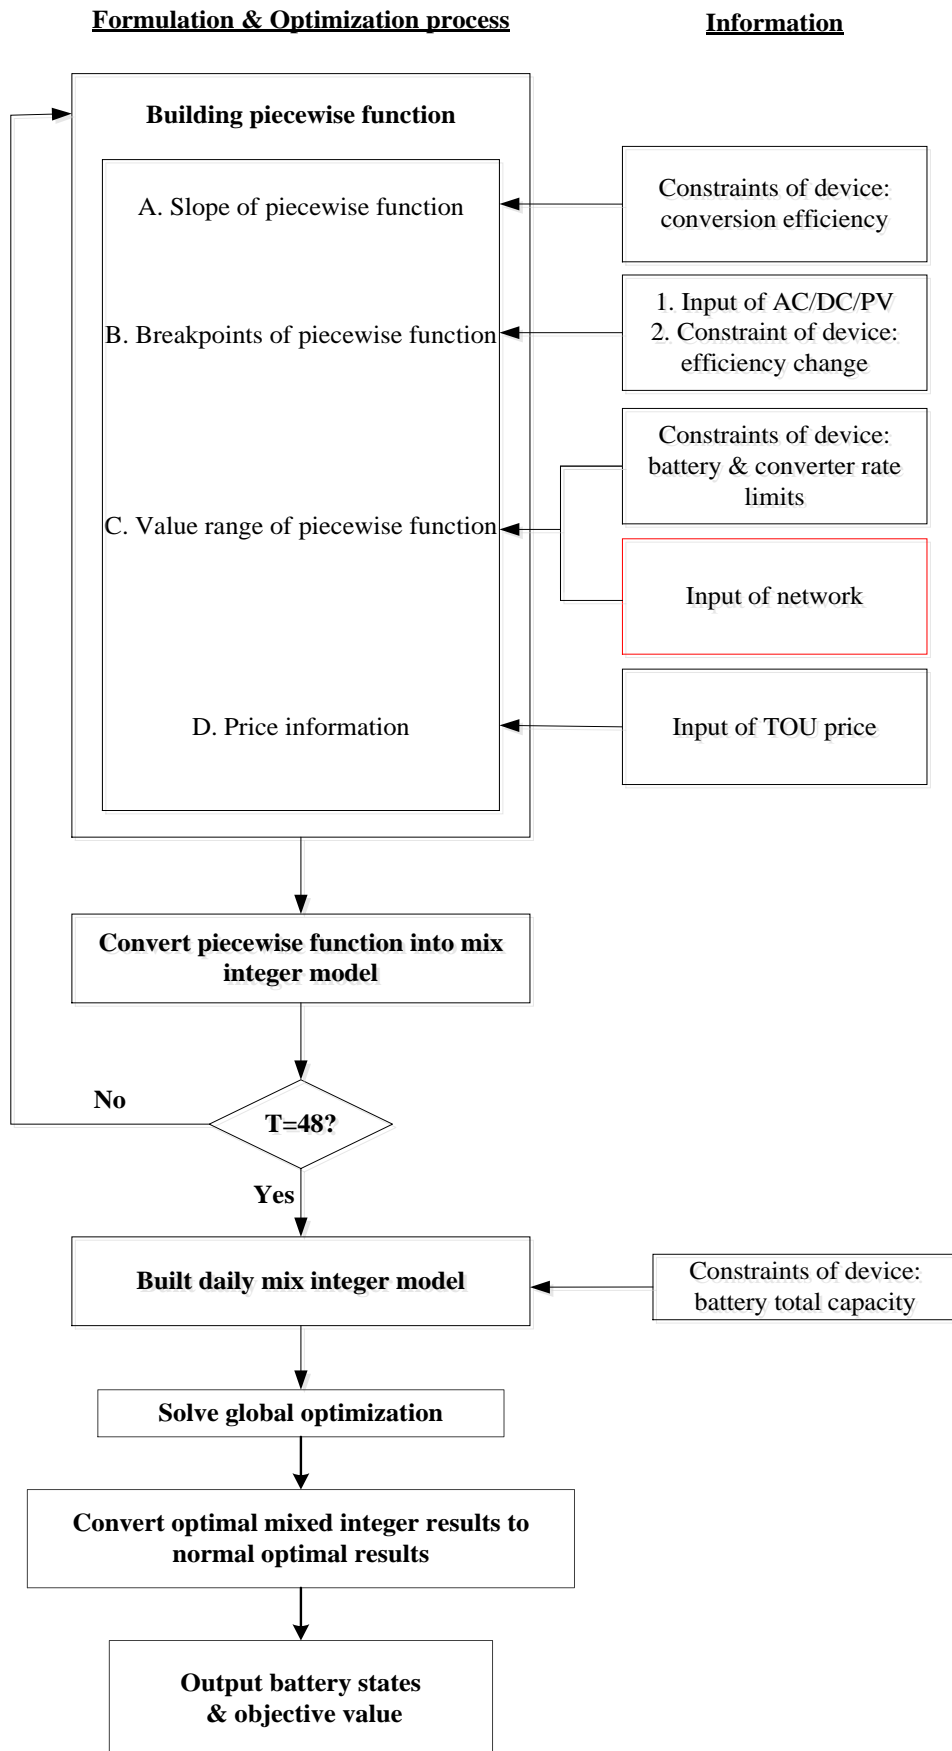 Formulation & Optimization process
Information
Building piecewise function
A. Slope of piecewise function
Constraints of device:
conversion efficiency
B. Breakpoints of piecewise function
1. Input of AC/DC/PV
2. Constraint of device:
efficiency change
C. Value range of piecewise function
Constraints of device:
battery & converter rate
limits
Input of network
D. Price information
Input of TOU price
Convert piecewise function into mix
integer model
No
T=48?
Yes
Built daily mix integer model
Constraints of device:
battery total capacity
Solve global optimization
Convert optimal mixed integer results to
normal optimal results
Output battery states
& objective value